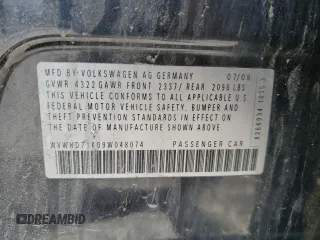 MFD BY VOLKSWAGEN AG GERMANY 07/08
GVWR 4322 GAWR FRONT 2337/ REAR 2096 LBS
THIS VEHICLE CONFORMS TO ALL APPLICABLE U.S.
FEDERAL MOTOR VEHICLE SAFETY, BUMPER, AND
THEFT PREVENTION STANDARDS IN EFFECT ON
THE DATE OF MANUFACTURE SHOWN ABOVE.
PASSENGER CAR
DREAMBID